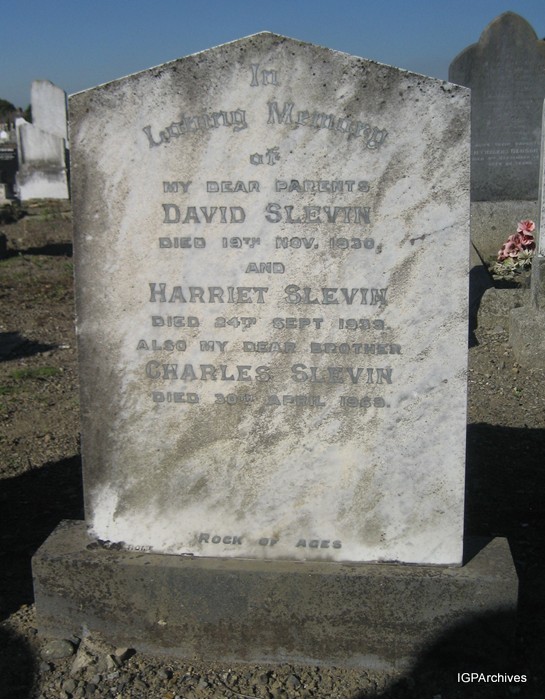 In
Loving Memory
of
MY DEAR PARENTS
DAVID SLEVIN
DIED 19TH NOV. 1930,
AND
HARRIET SLEVIN
DIED 24TH SEPT 1939.
ALSO MY DEAR BROTHER
CHARLES SLEVIN
DIED 30TH APRIL
ROCK OF AGES
IGPArchives